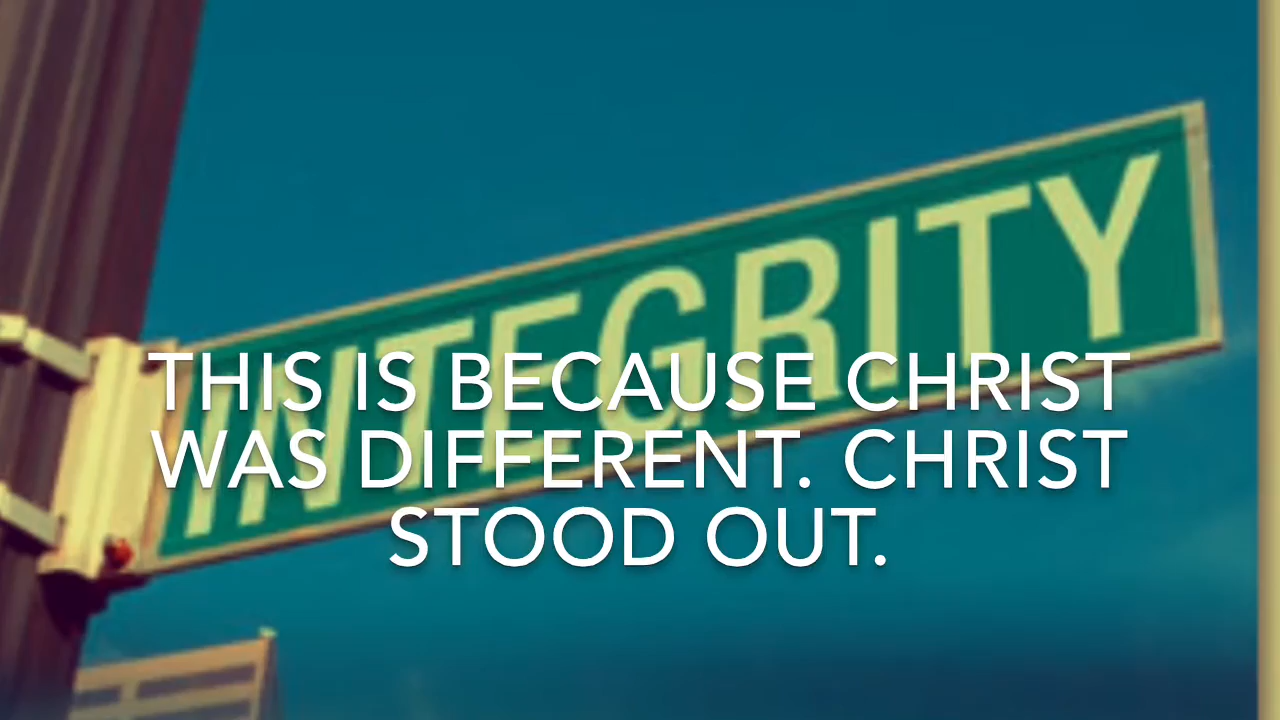 INTEGRITY
THIS IS BECAUSE CHRIST
WAS DIFFERENT. CHRIST
STOOD OUT.